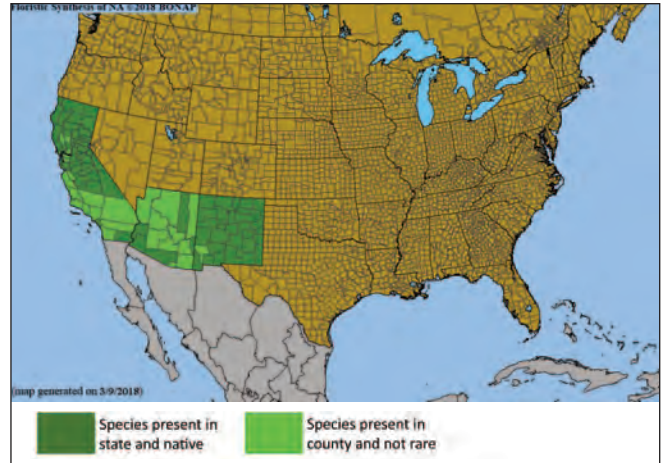 Floristic Synthesis of NA ©2018 BONAP
(map generated on 3/9/2018)
Species present in
state and native
Species present in
county and not rare